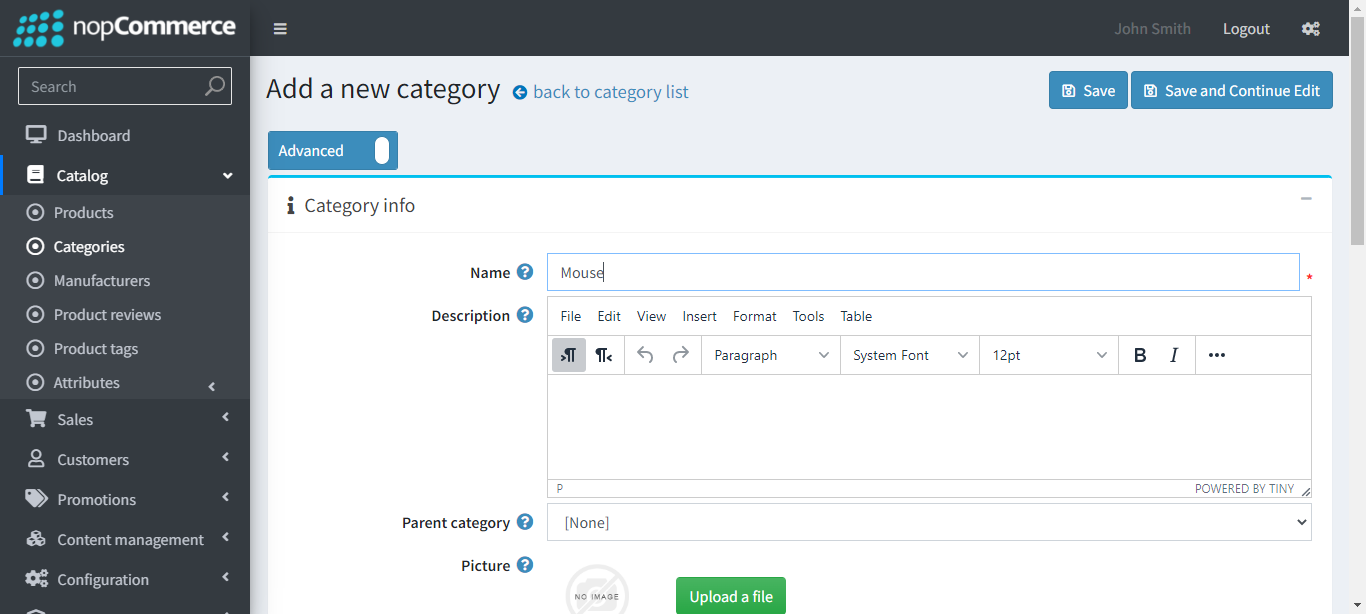 nopCommerce
John Smith
Logout
Search
Add a new category
back to category list
Save
Save and Continue Edit
Dashboard
Advanced
Catalog
Category info
Products
Categories
Name
Mouse
*
Manufacturers
Description
File Edit View Insert Format Tools Table
Product reviews
Product tags
Paragraph
System Font
12pt
B I
Attributes
Sales
Customers
P
POWERED BY TINY
Promotions
Parent category
[None]
Content management
Picture
Configuration
NO IMAGE
Upload a file